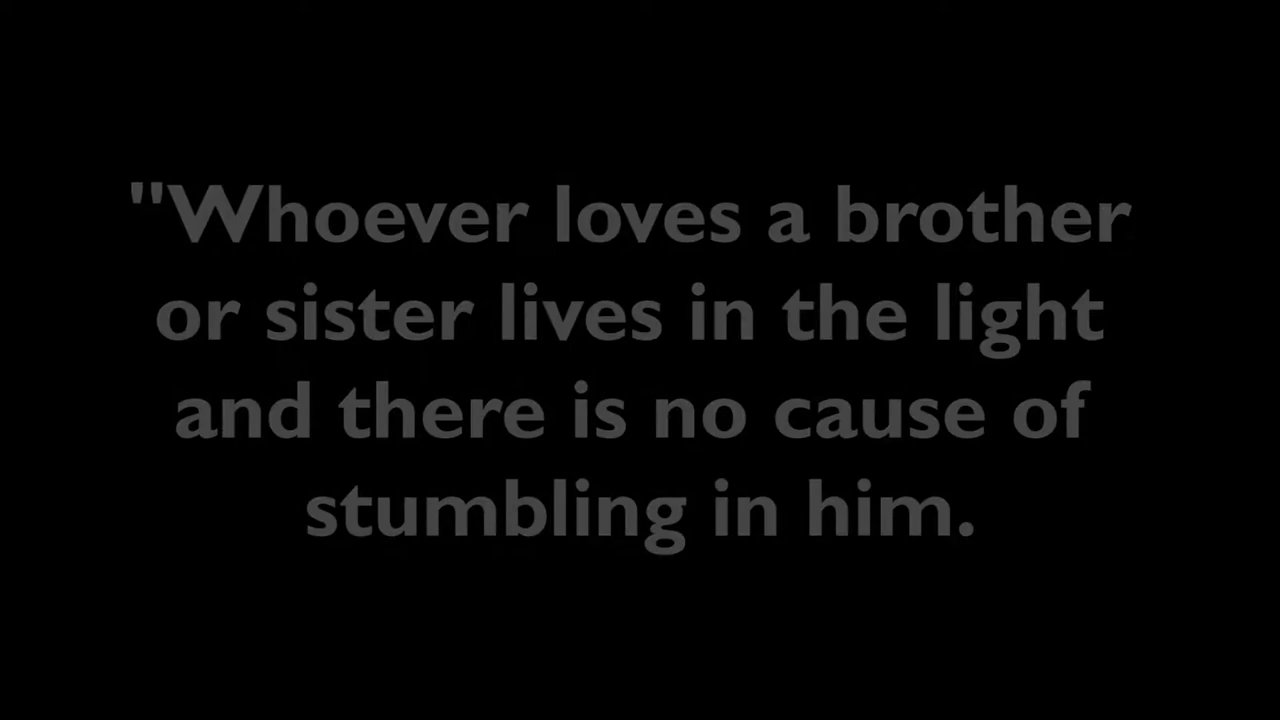 "Whoever loves a brother
or sister lives in the light
and there is no cause of
stumbling in him.